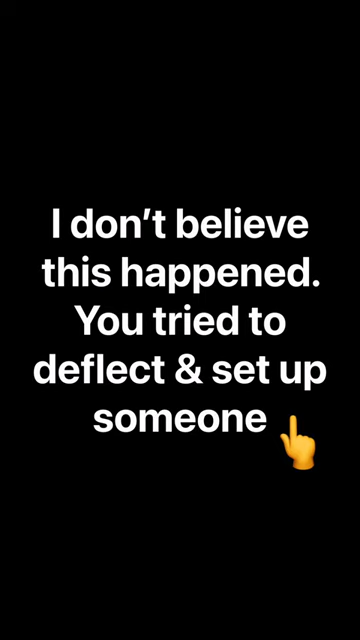 I don’t believe
this happened.
You tried to
deflect & set up
someone